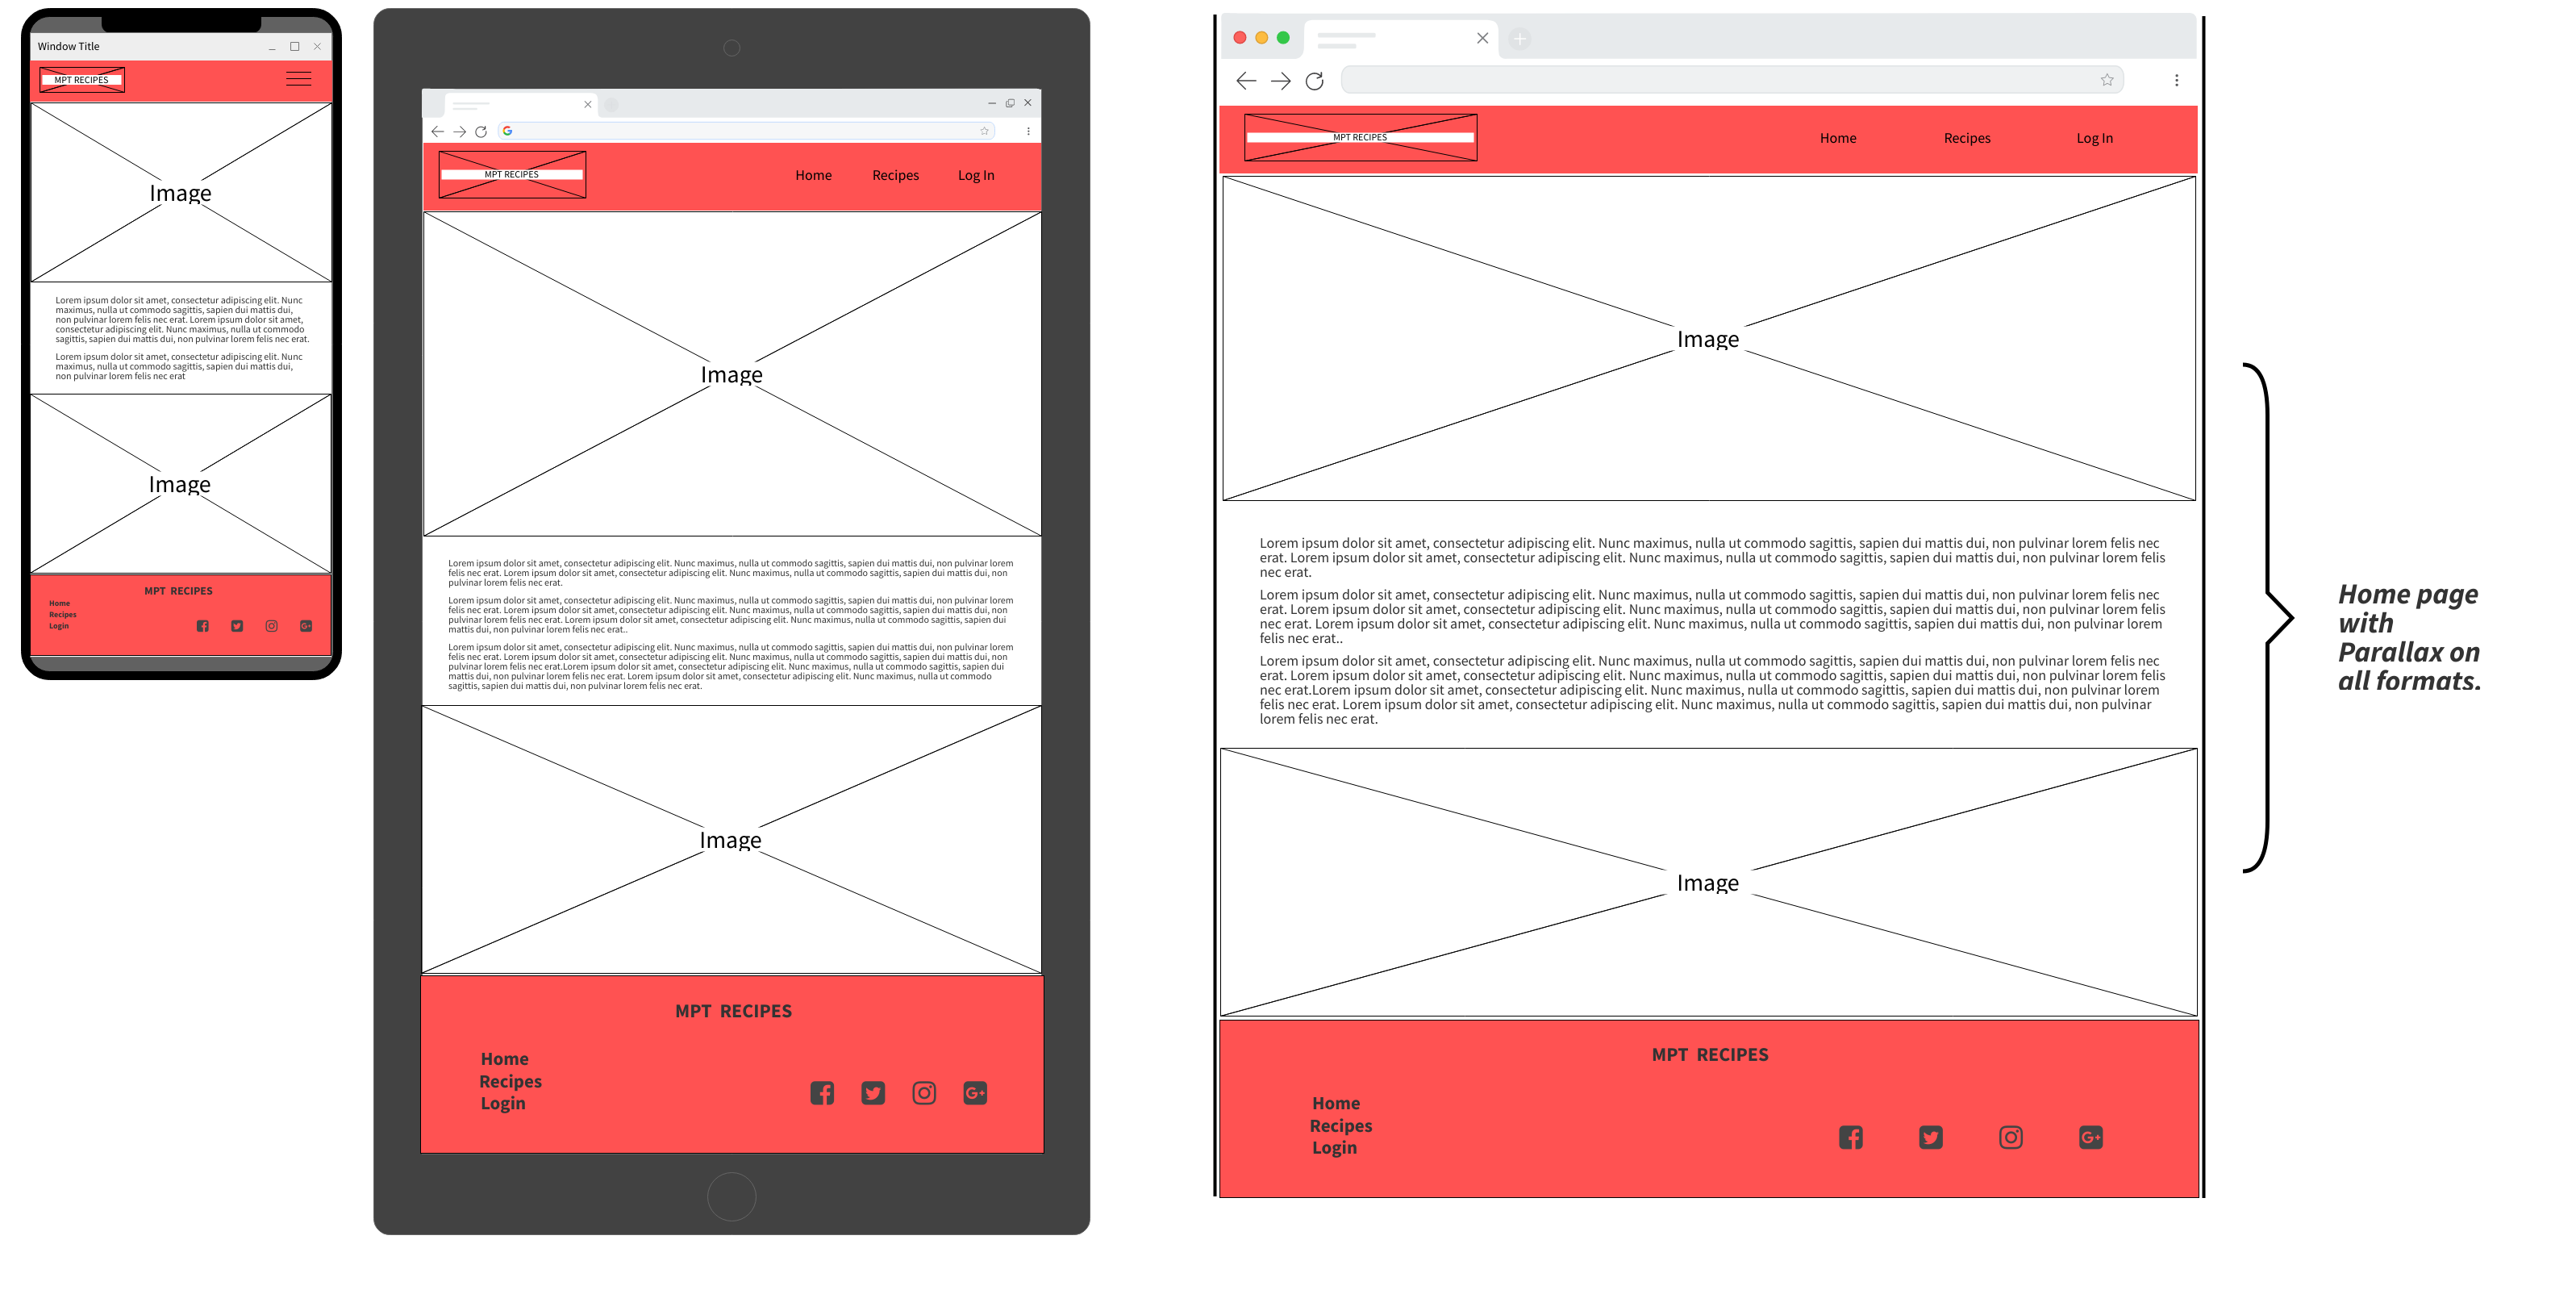 Window Title
MPT RECIPES
Image
Lorem ipsum dolor sit amet, consectetur adipiscing elit. Nunc
maximus, nulla ut commodo sagittis, sapien dui mattis dui,
non pulvinar lorem felis nec erat. Lorem ipsum dolor sit amet,
consectetur adipiscing elit. Nunc maximus, nulla ut commodo
sagittis, sapien dui mattis dui, non pulvinar lorem felis nec erat.
Lorem ipsum dolor sit amet, consectetur adipiscing elit. Nunc
maximus, nulla ut commodo sagittis, sapien dui mattis dui,
non pulvinar lorem felis nec erat
Image
MPT RECIPES
Home
Recipes
Login
MPT RECIPES
Home Recipes Log In
Image
Lorem ipsum dolor sit amet, consectetur adipiscing elit. Nunc maximus, nulla ut commodo sagittis, sapien dui mattis dui, non pulvinar lorem
felis nec erat. Lorem ipsum dolor sit amet, consectetur adipiscing elit. Nunc maximus, nulla ut commodo sagittis, sapien dui mattis dui, non
pulvinar lorem felis nec erat.
Lorem ipsum dolor sit amet, consectetur adipiscing elit. Nunc maximus, nulla ut commodo sagittis, sapien dui mattis dui, non pulvinar lorem
felis nec erat. Lorem ipsum dolor sit amet, consectetur adipiscing elit. Nunc maximus, nulla ut commodo sagittis, sapien dui mattis dui, non
pulvinar lorem felis nec erat. Lorem ipsum dolor sit amet, consectetur adipiscing elit. Nunc maximus, nulla ut commodo sagittis, sapien dui
mattis dui, non pulvinar lorem felis nec erat..
Lorem ipsum dolor sit amet, consectetur adipiscing elit. Nunc maximus, nulla ut commodo sagittis, sapien dui mattis dui, non pulvinar lorem
felis nec erat. Lorem ipsum dolor sit amet, consectetur adipiscing elit. Nunc maximus, nulla ut commodo sagittis, sapien dui mattis dui, non
pulvinar lorem felis nec erat.Lorem ipsum dolor sit amet, consectetur adipiscing elit. Nunc maximus, nulla ut commodo sagittis, sapien dui
mattis dui, non pulvinar lorem felis nec erat. Lorem ipsum dolor sit amet, consectetur adipiscing elit. Nunc maximus, nulla ut commodo
sagittis, sapien dui mattis dui, non pulvinar lorem felis nec erat.
Image
MPT RECIPES
Home
Recipes
Login
MPT RECIPES
Home Recipes Log In
Image
Lorem ipsum dolor sit amet, consectetur adipiscing elit. Nunc maximus, nulla ut commodo sagittis, sapien dui mattis dui, non pulvinar lorem felis nec
erat. Lorem ipsum dolor sit amet, consectetur adipiscing elit. Nunc maximus, nulla ut commodo sagittis, sapien dui mattis dui, non pulvinar lorem felis
nec erat.
Lorem ipsum dolor sit amet, consectetur adipiscing elit. Nunc maximus, nulla ut commodo sagittis, sapien dui mattis dui, non pulvinar lorem felis nec
erat. Lorem ipsum dolor sit amet, consectetur adipiscing elit. Nunc maximus, nulla ut commodo sagittis, sapien dui mattis dui, non pulvinar lorem felis
nec erat. Lorem ipsum dolor sit amet, consectetur adipiscing elit. Nunc maximus, nulla ut commodo sagittis, sapien dui mattis dui, non pulvinar lorem
felis nec erat..
Lorem ipsum dolor sit amet, consectetur adipiscing elit. Nunc maximus, nulla ut commodo sagittis, sapien dui mattis dui, non pulvinar lorem felis nec
erat. Lorem ipsum dolor sit amet, consectetur adipiscing elit. Nunc maximus, nulla ut commodo sagittis, sapien dui mattis dui, non pulvinar lorem felis
nec erat.Lorem ipsum dolor sit amet, consectetur adipiscing elit. Nunc maximus, nulla ut commodo sagittis, sapien dui mattis dui, non pulvinar lorem
felis nec erat. Lorem ipsum dolor sit amet, consectetur adipiscing elit. Nunc maximus, nulla ut commodo sagittis, sapien dui mattis dui, non pulvinar
lorem felis nec erat.
Image
MPT RECIPES
Home
Recipes
Login
Home page
with
Parallax on
all formats.